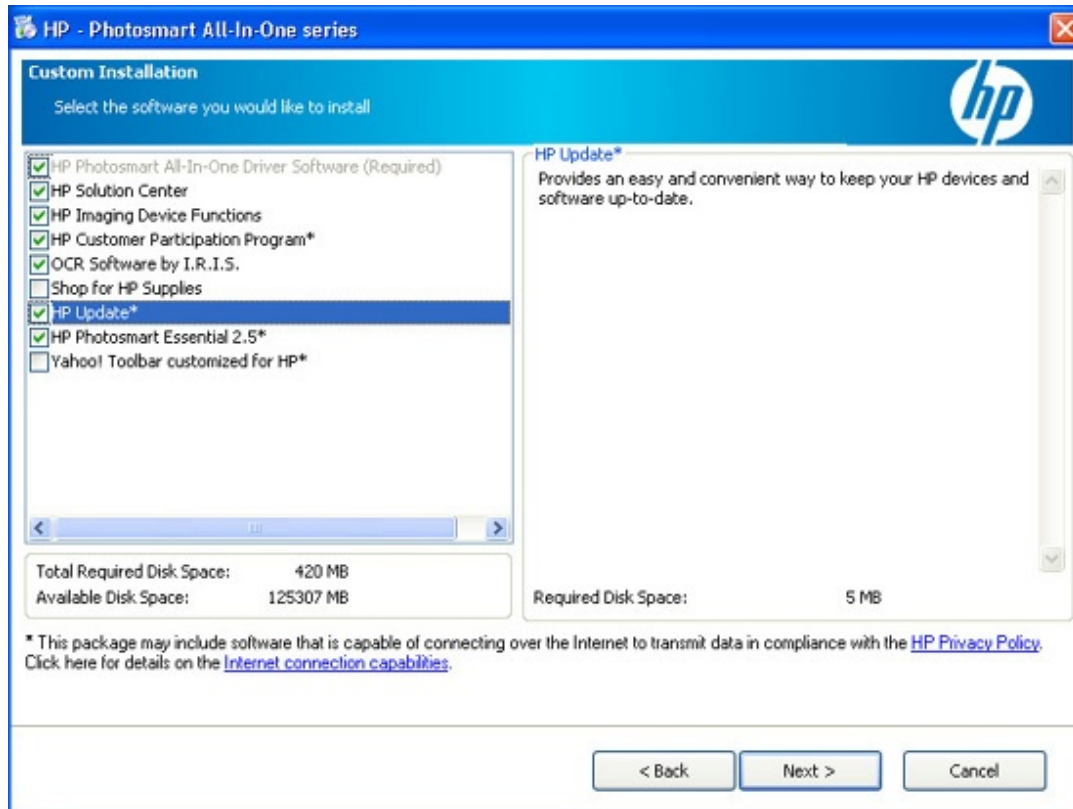 HP - Photosmart All-In-One series
Custom Installation
Select the software you would like to install
hp
HP Photosmart All-In-One Driver Software (Required)
HP Solution Center
HP Imaging Device Functions
HP Customer Participation Program*
OCR Software by I.R.I.S.
Shop for HP Supplies
HP Update*
HP Photosmart Essential 2.5*
Yahoo! Toolbar customized for HP*
Total Required Disk Space: 420 MB
Available Disk Space: 125307 MB
HP Update*
Provides an easy and convenient way to keep your HP devices and
software up-to-date.
Required Disk Space: 5 MB
* This package may include software that is capable of connecting over the Internet to transmit data in compliance with the HP Privacy Policy.
Click here for details on the Internet connection capabilities.
< Back
Next >
Cancel